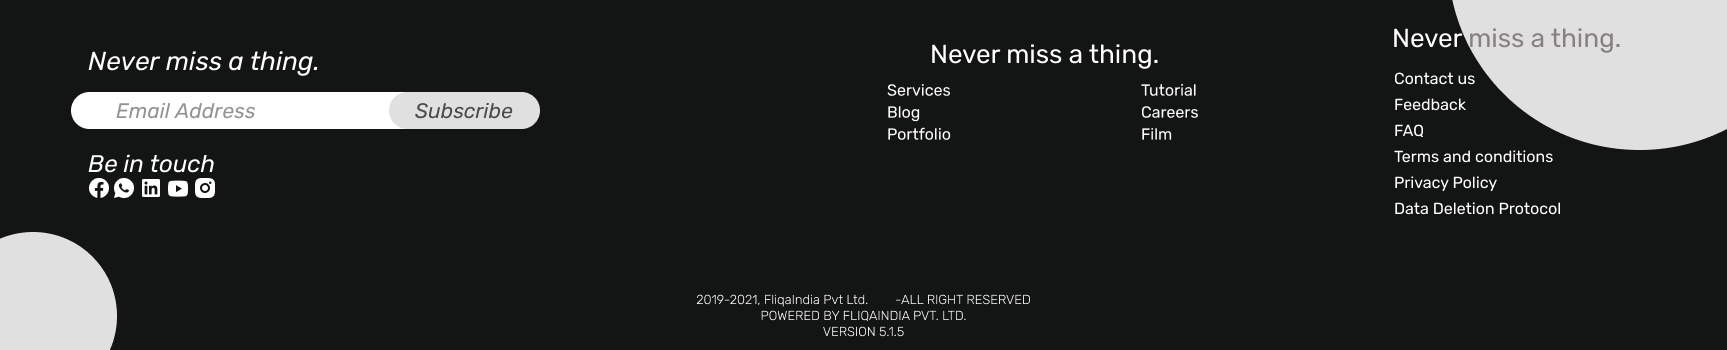 Never miss a thing.
Email Address Subscribe
Be in touch
Never miss a thing.
Services Tutorial
Blog Careers
Portfolio Film
Never miss a thing.
Contact us
Feedback
FAQ
Terms and conditions
Privacy Policy
Data Deletion Protocol
2019-2021, FliqaIndia Pvt Ltd. -ALL RIGHT RESERVED
POWERED BY FLIQAINDIA PVT. LTD.
VERSION 5.1.5